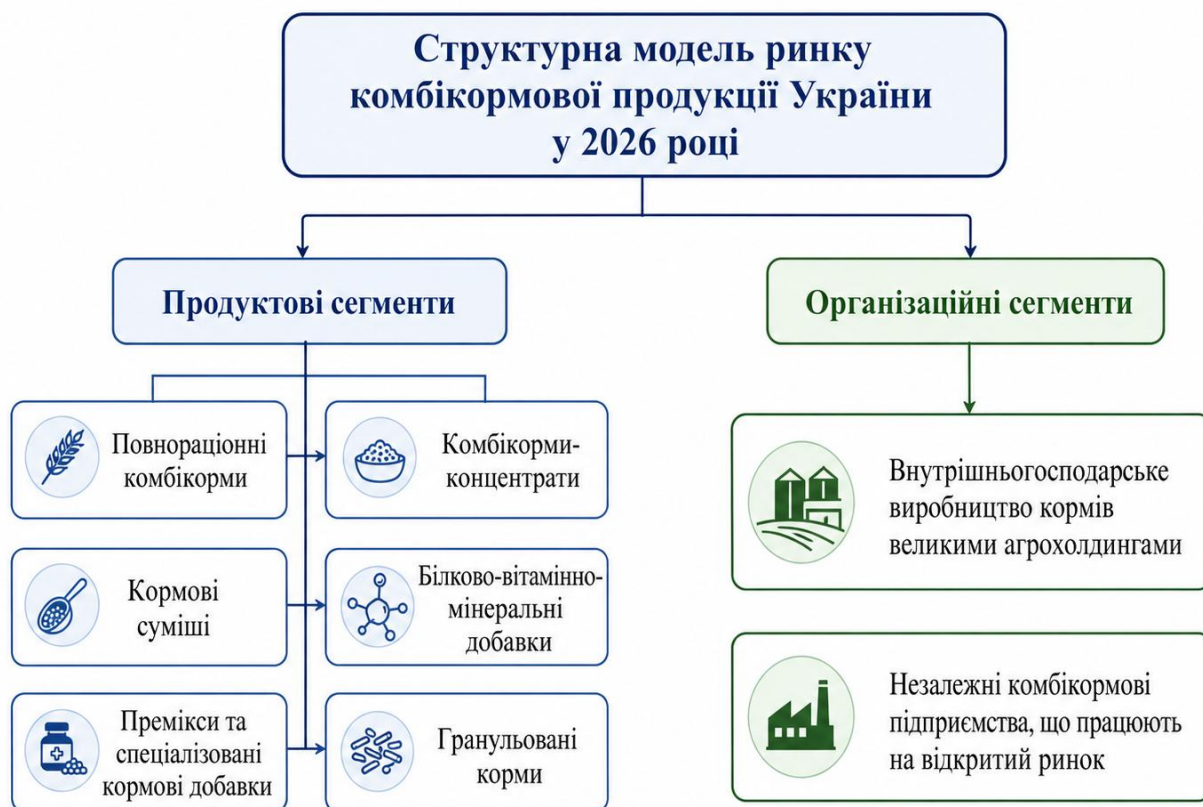 Структурна модель ринку
комбікормової продукції України
у 2026 році
Продуктові сегменти
Організаційні сегменти
Повнораціонні
комбікорми
Комбікорми-
концентрати
Кормові
суміші
Білково-вітамінно-
мінеральні
добавки
Премікси та
спеціалізовані
кормові добавки
Гранульовані
корми
Внутрішньогосподарське
виробництво кормів
великими агрохолдингами
Незалежні комбікормові
підприємства, що працюють
на відкритий ринок